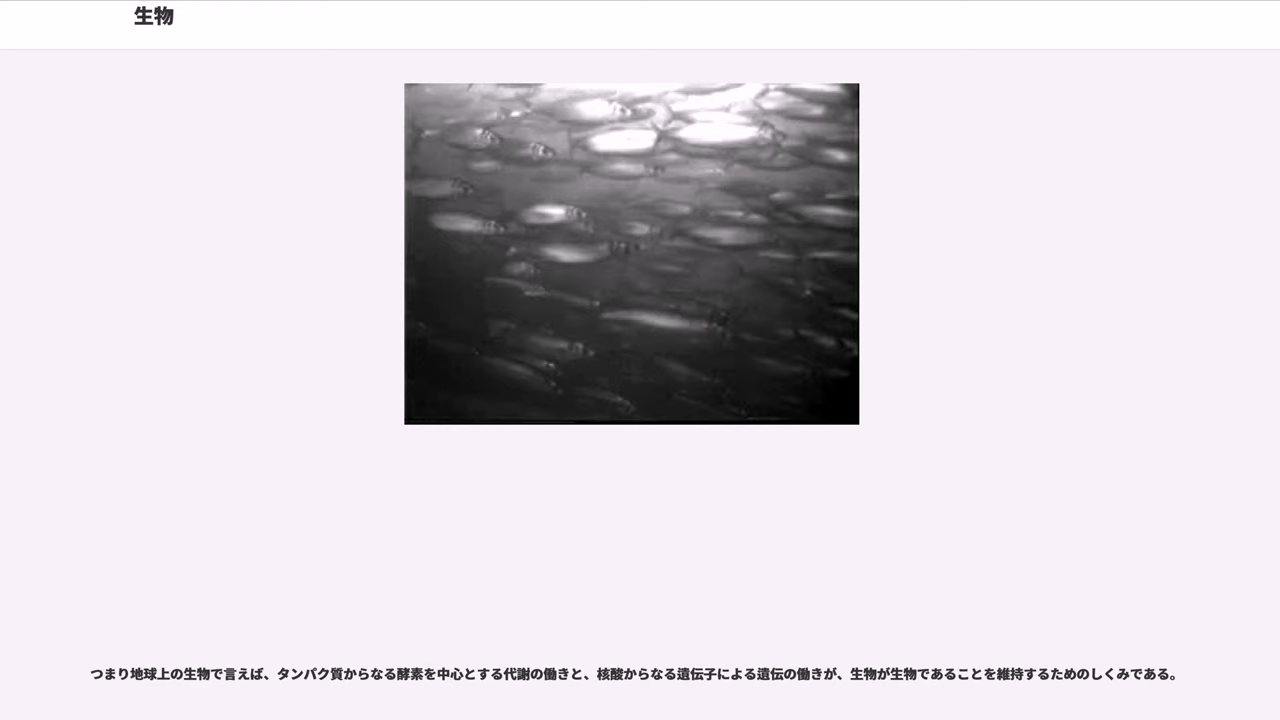 生物
つまり地球上の生物で言えば、タンパク質からなる酵素を中心とする代謝の働きと、核酸からなる遺伝子による遺伝の働きが、生物が生物であることを維持するためのしくみである。